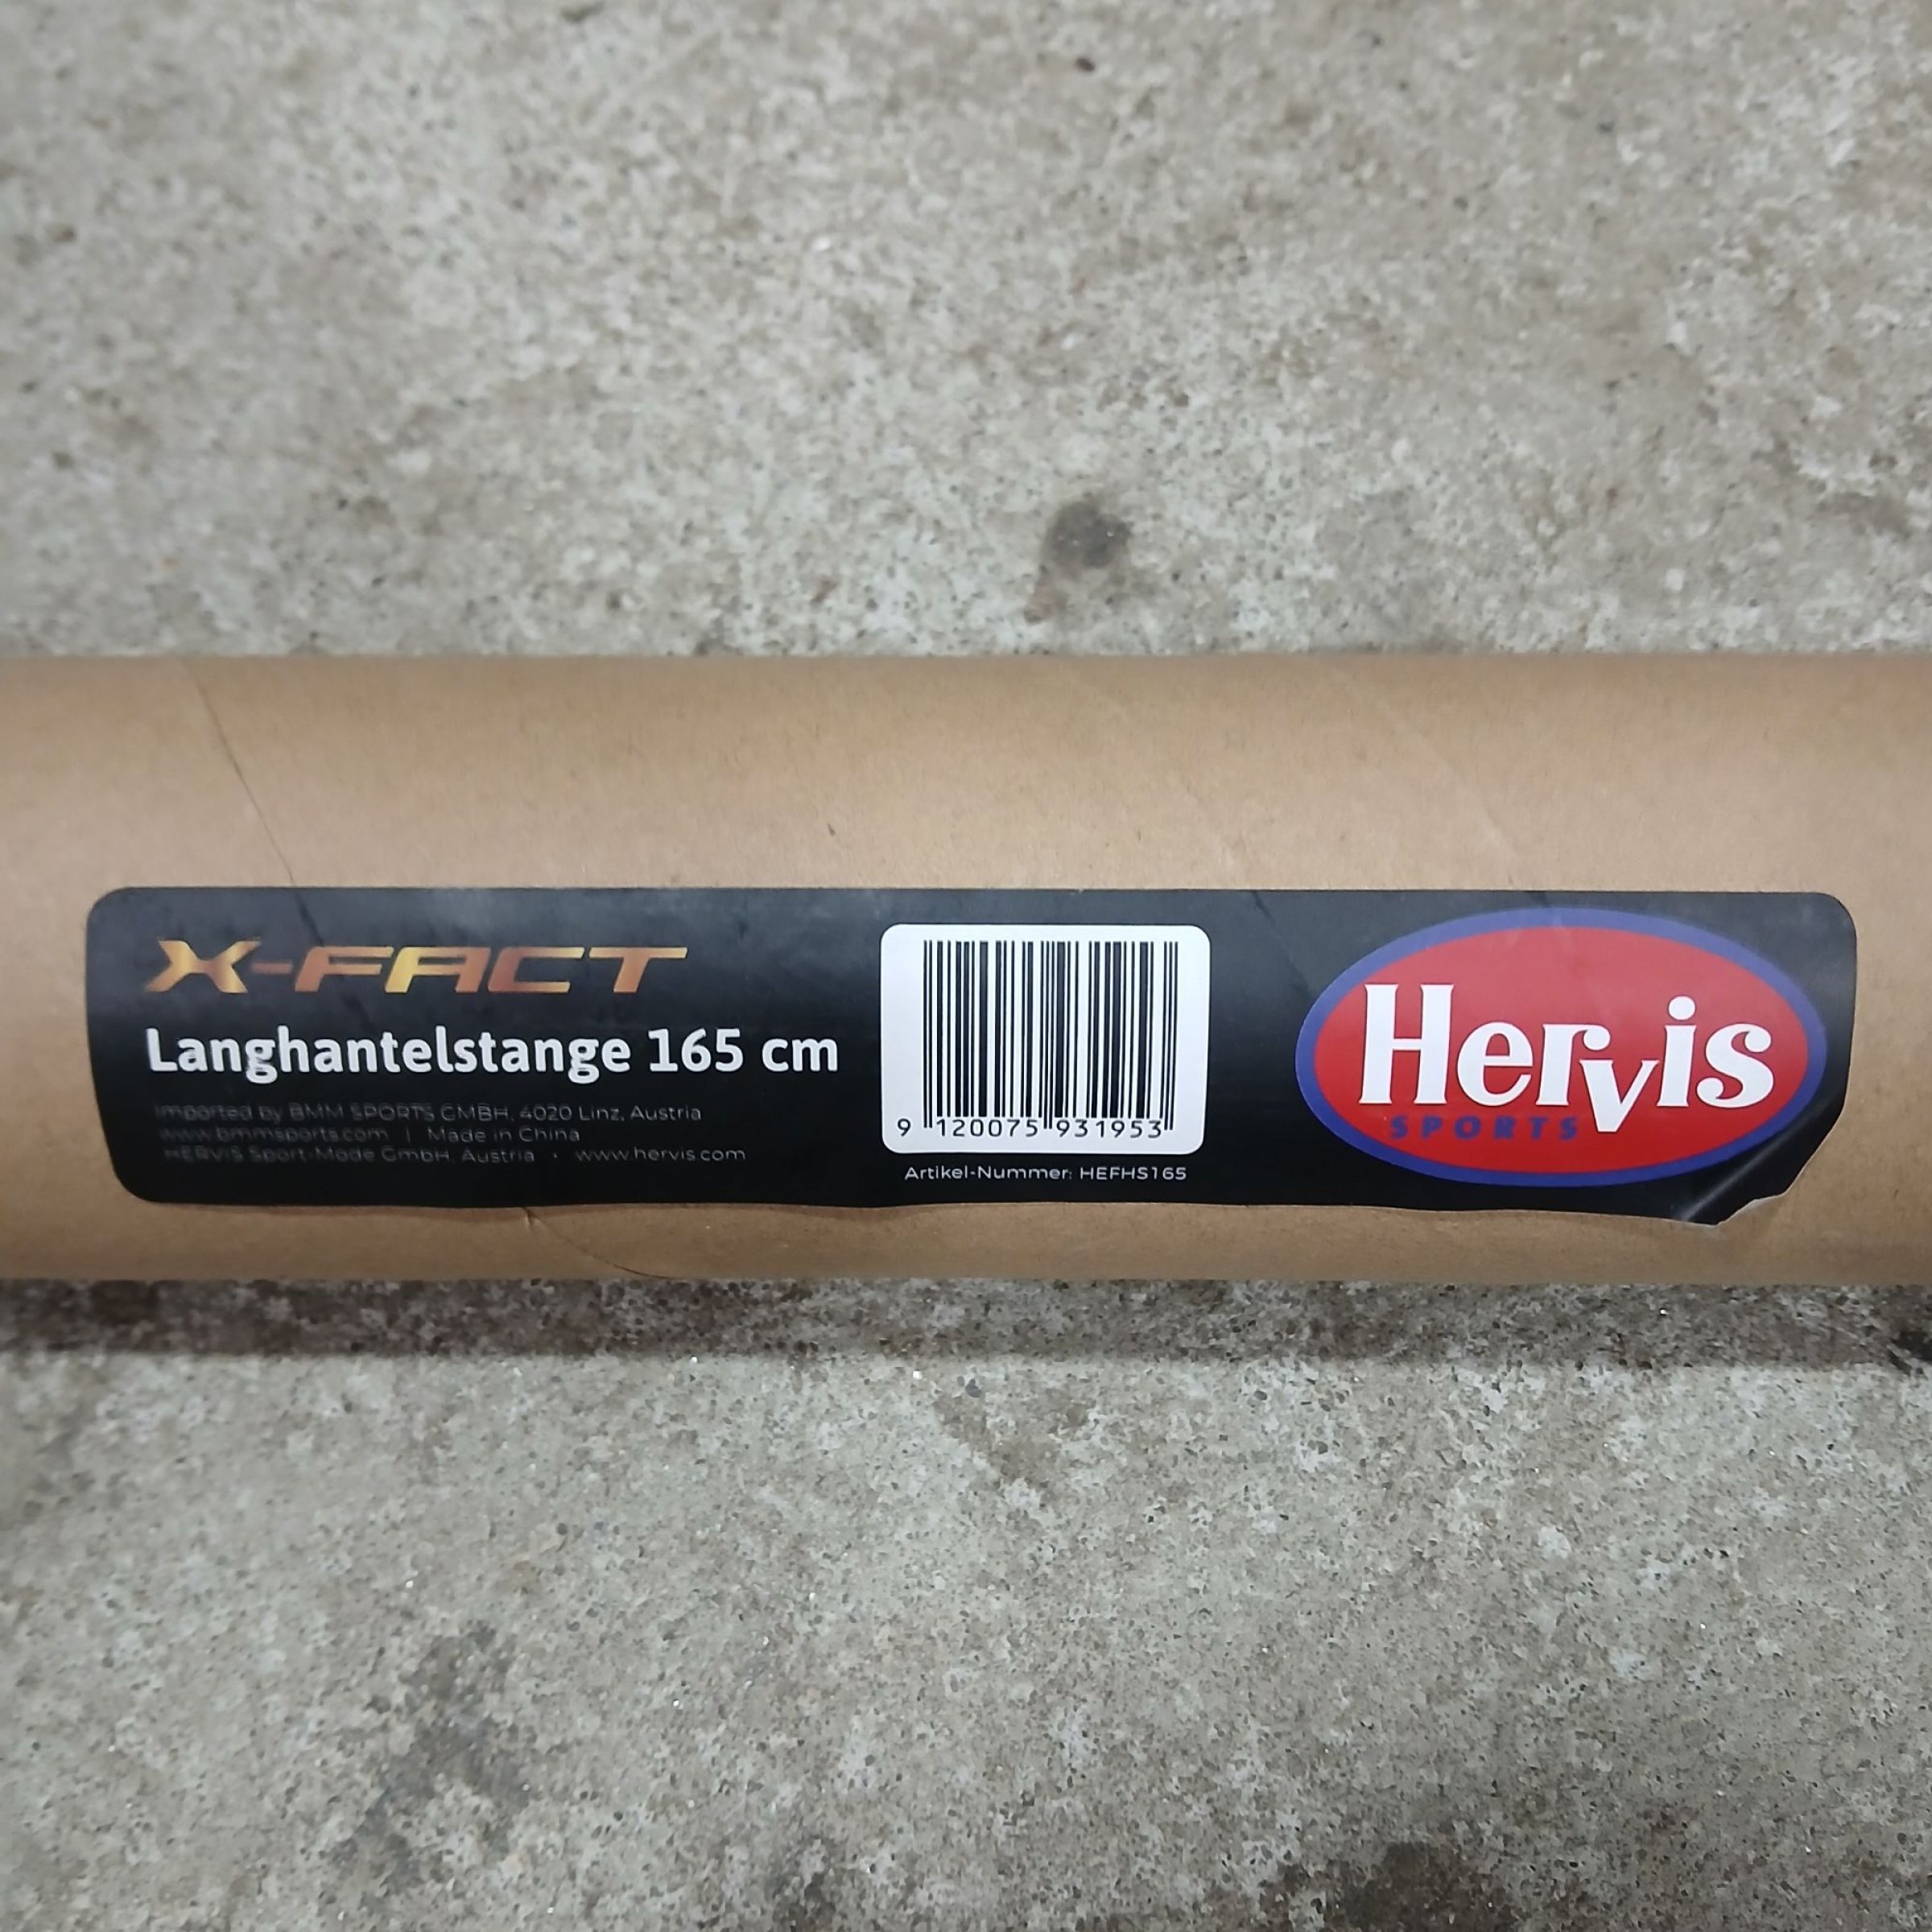 X-FACT
Langhantelstange 165 cm
Imported by BMM SPORTS GMBH, 4020 Linz, Austria
www.bmmsports.com | Made in China
HERVIS Sport-Mode GmbH, Austria · www.hervis.com
9 120075 931953
Artikel-Nummer: HEFHS165
Hervis
SPORTS